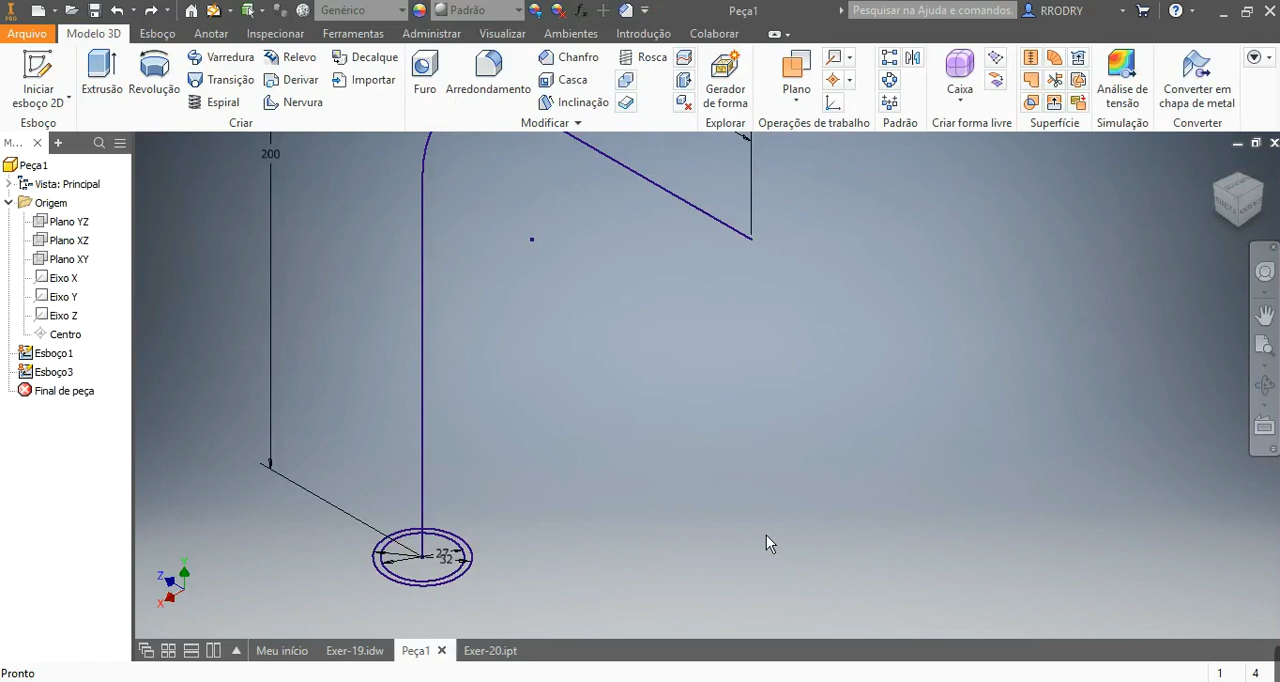 PRO
Genérico
Padrão
fx
Peça1
Pesquisar na Ajuda e comandos.
RRODRY
Arquivo
Modelo 3D
Esboço
Anotar
Inspecionar
Ferramentas
Administrar
Visualizar
Ambientes
Introdução
Colaborar
Iniciar
esboço 2D
Extrusão
Revolução
Varredura
Relevo
Decalque
Transição
Derivar
Importar
Espiral
Nervura
Furo
Arredondamento
Chanfro
Rosca
Casca
Inclinação
Gerador
de forma
Plano
Caixa
Análise de
tensão
Converter em
chapa de metal
Esboço
Criar
Modificar
Explorar
Operações de trabalho
Padrão
Criar forma livre
Superfície
Simulação
Converter
M...
Peça1
Vista: Principal
Origem
Plano YZ
Plano XZ
Plano XY
Eixo X
Eixo Y
Eixo Z
Centro
Esboço1
Esboço3
Final de peça
200
27
32
Y
Z
X
Meu início
Exer-19.idw
Peça1
Exer-20.ipt
Pronto
1
4